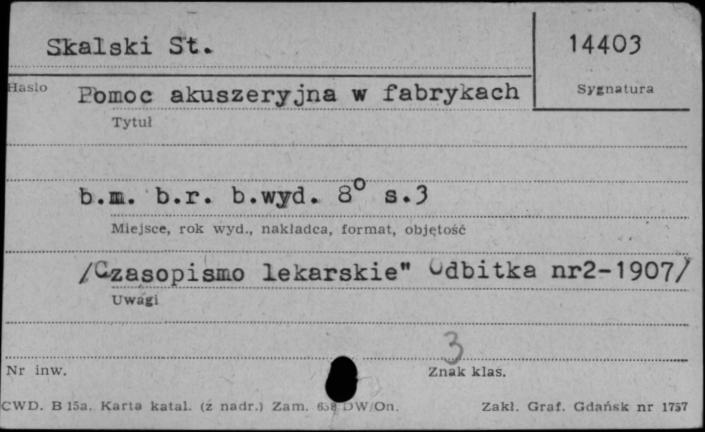 Skalski St.
14403
Hasło
Pomoc akuszeryjna w fabrykach
Sygnatura
Tytuł
b.m. b.r. b.wyd. 8° s.3
Miejsce, rok wyd., nakładca, format, objętość
/Czasopismo lekarskie" Odbitka nr2-1907/
Uwagi
3
Nr inw.
Znak klas.
CWD. B 15a. Karta katal. (z nadr.) Zam. DW/On.
Zakł. Graf. Gdańsk nr 1757